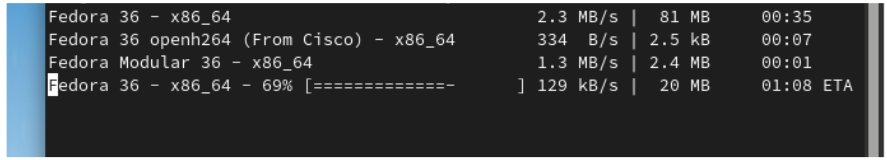 Fedora 36 - x86_64 2.3 MB/s | 81 MB 00:35
Fedora 36 openh264 (From Cisco) - x86_64 334 B/s | 2.5 kB 00:07
Fedora Modular 36 - x86_64 1.3 MB/s | 2.4 MB 00:01
Fedora 36 - x86_64 - 69% [=============- ] 129 kB/s | 20 MB 01:08 ETA